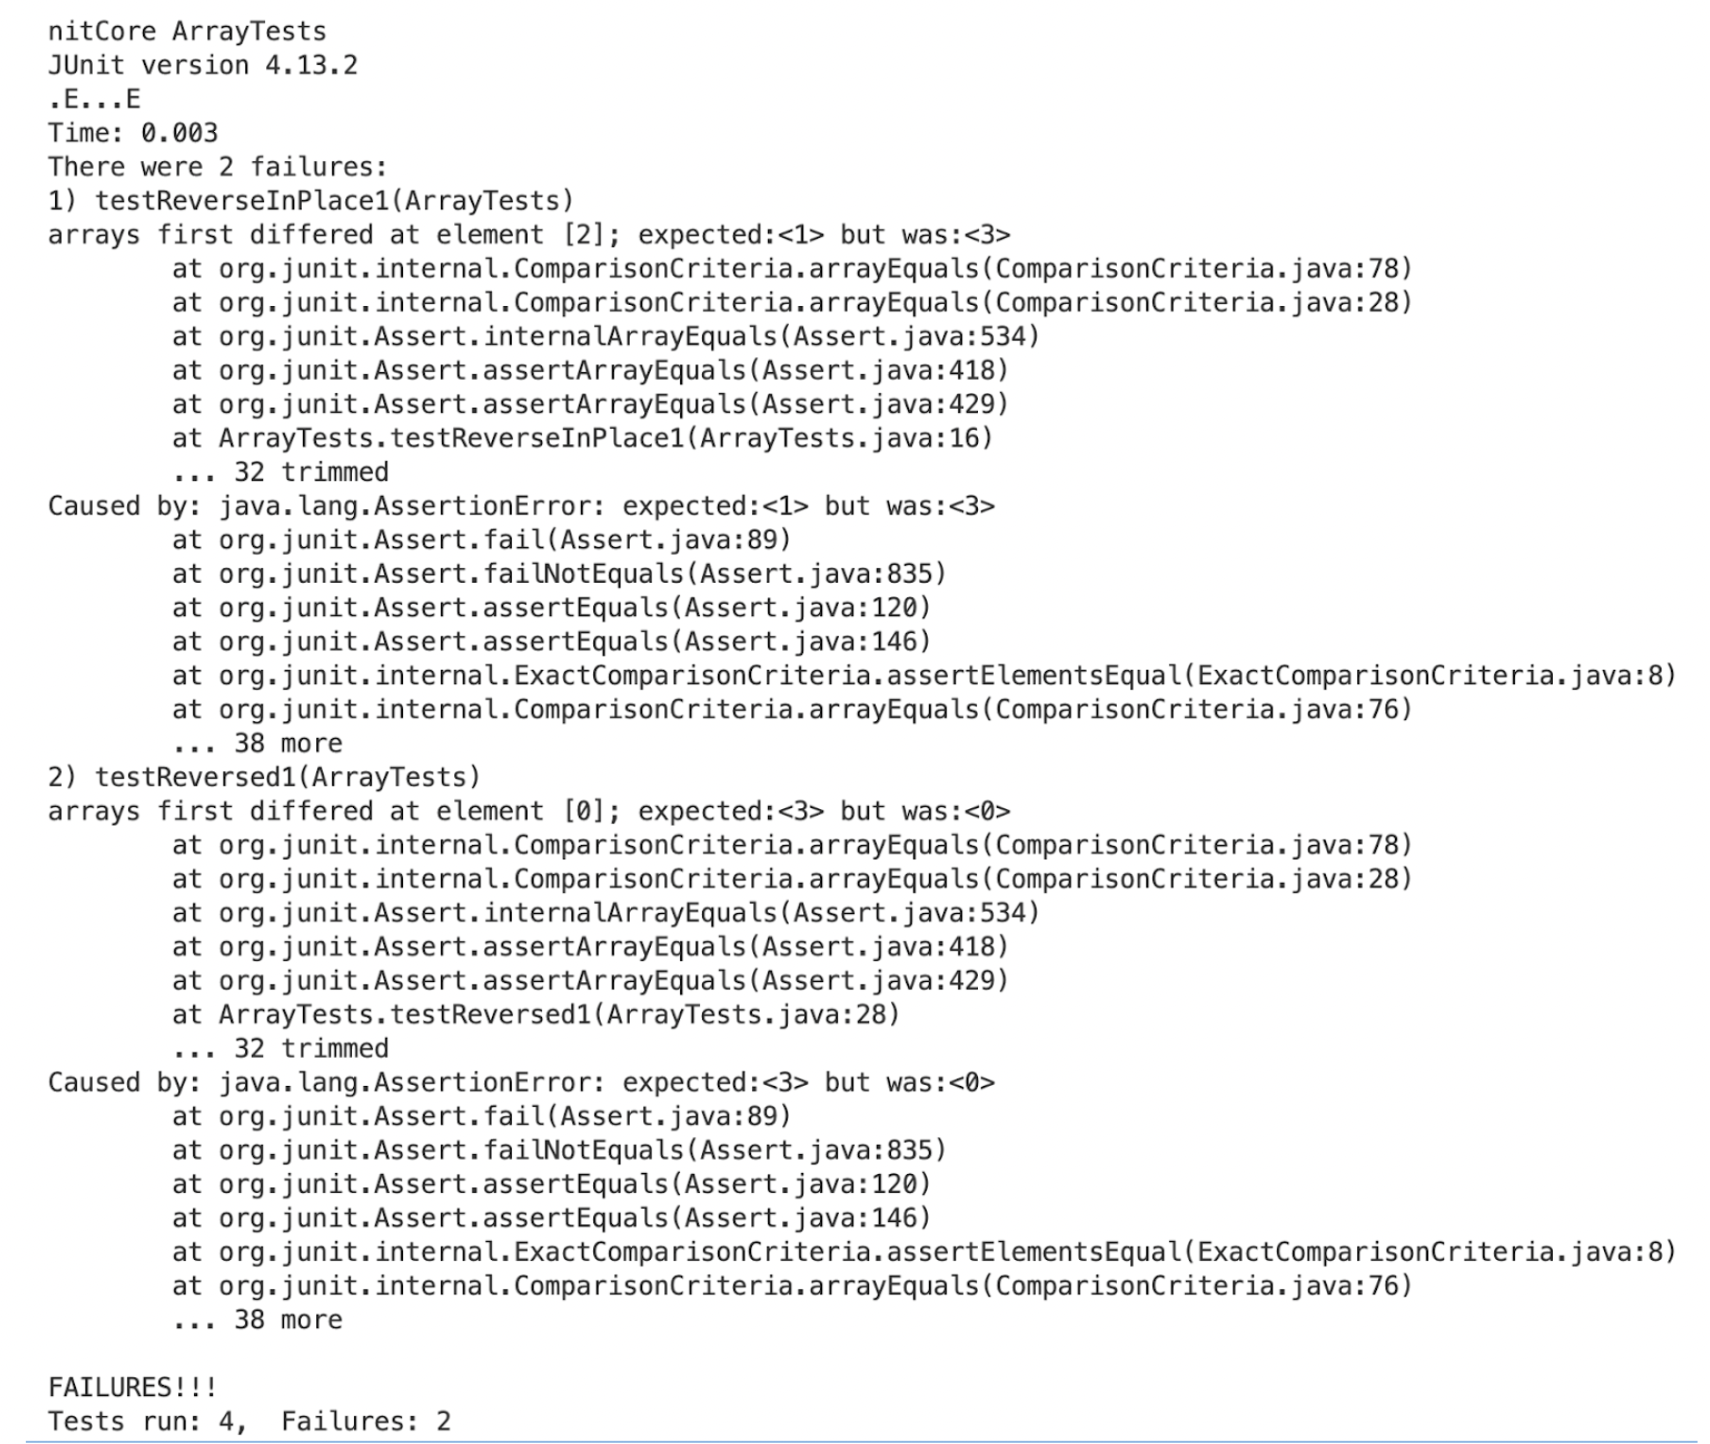 nitCore ArrayTests
JUnit version 4.13.2
.E...E
Time: 0.003
There were 2 failures:
1) testReverseInPlace1(ArrayTests)
arrays first differed at element [2]; expected:<1> but was:<3>
        at org.junit.internal.ComparisonCriteria.arrayEquals(ComparisonCriteria.java:78)
        at org.junit.internal.ComparisonCriteria.arrayEquals(ComparisonCriteria.java:28)
        at org.junit.Assert.internalArrayEquals(Assert.java:534)
        at org.junit.Assert.assertArrayEquals(Assert.java:418)
        at org.junit.Assert.assertArrayEquals(Assert.java:429)
        at ArrayTests.testReverseInPlace1(ArrayTests.java:16)
        ... 32 trimmed
Caused by: java.lang.AssertionError: expected:<1> but was:<3>
        at org.junit.Assert.fail(Assert.java:89)
        at org.junit.Assert.failNotEquals(Assert.java:835)
        at org.junit.Assert.assertEquals(Assert.java:120)
        at org.junit.Assert.assertEquals(Assert.java:146)
        at org.junit.internal.ExactComparisonCriteria.assertElementsEqual(ExactComparisonCriteria.java:8)
        at org.junit.internal.ComparisonCriteria.arrayEquals(ComparisonCriteria.java:76)
        ... 38 more
2) testReversed1(ArrayTests)
arrays first differed at element [0]; expected:<3> but was:<0>
        at org.junit.internal.ComparisonCriteria.arrayEquals(ComparisonCriteria.java:78)
        at org.junit.internal.ComparisonCriteria.arrayEquals(ComparisonCriteria.java:28)
        at org.junit.Assert.internalArrayEquals(Assert.java:534)
        at org.junit.Assert.assertArrayEquals(Assert.java:418)
        at org.junit.Assert.assertArrayEquals(Assert.java:429)
        at ArrayTests.testReversed1(ArrayTests.java:28)
        ... 32 trimmed
Caused by: java.lang.AssertionError: expected:<3> but was:<0>
        at org.junit.Assert.fail(Assert.java:89)
        at org.junit.Assert.failNotEquals(Assert.java:835)
        at org.junit.Assert.assertEquals(Assert.java:120)
        at org.junit.Assert.assertEquals(Assert.java:146)
        at org.junit.internal.ExactComparisonCriteria.assertElementsEqual(ExactComparisonCriteria.java:8)
        at org.junit.internal.ComparisonCriteria.arrayEquals(ComparisonCriteria.java:76)
        ... 38 more

FAILURES!!!
Tests run: 4,  Failures: 2